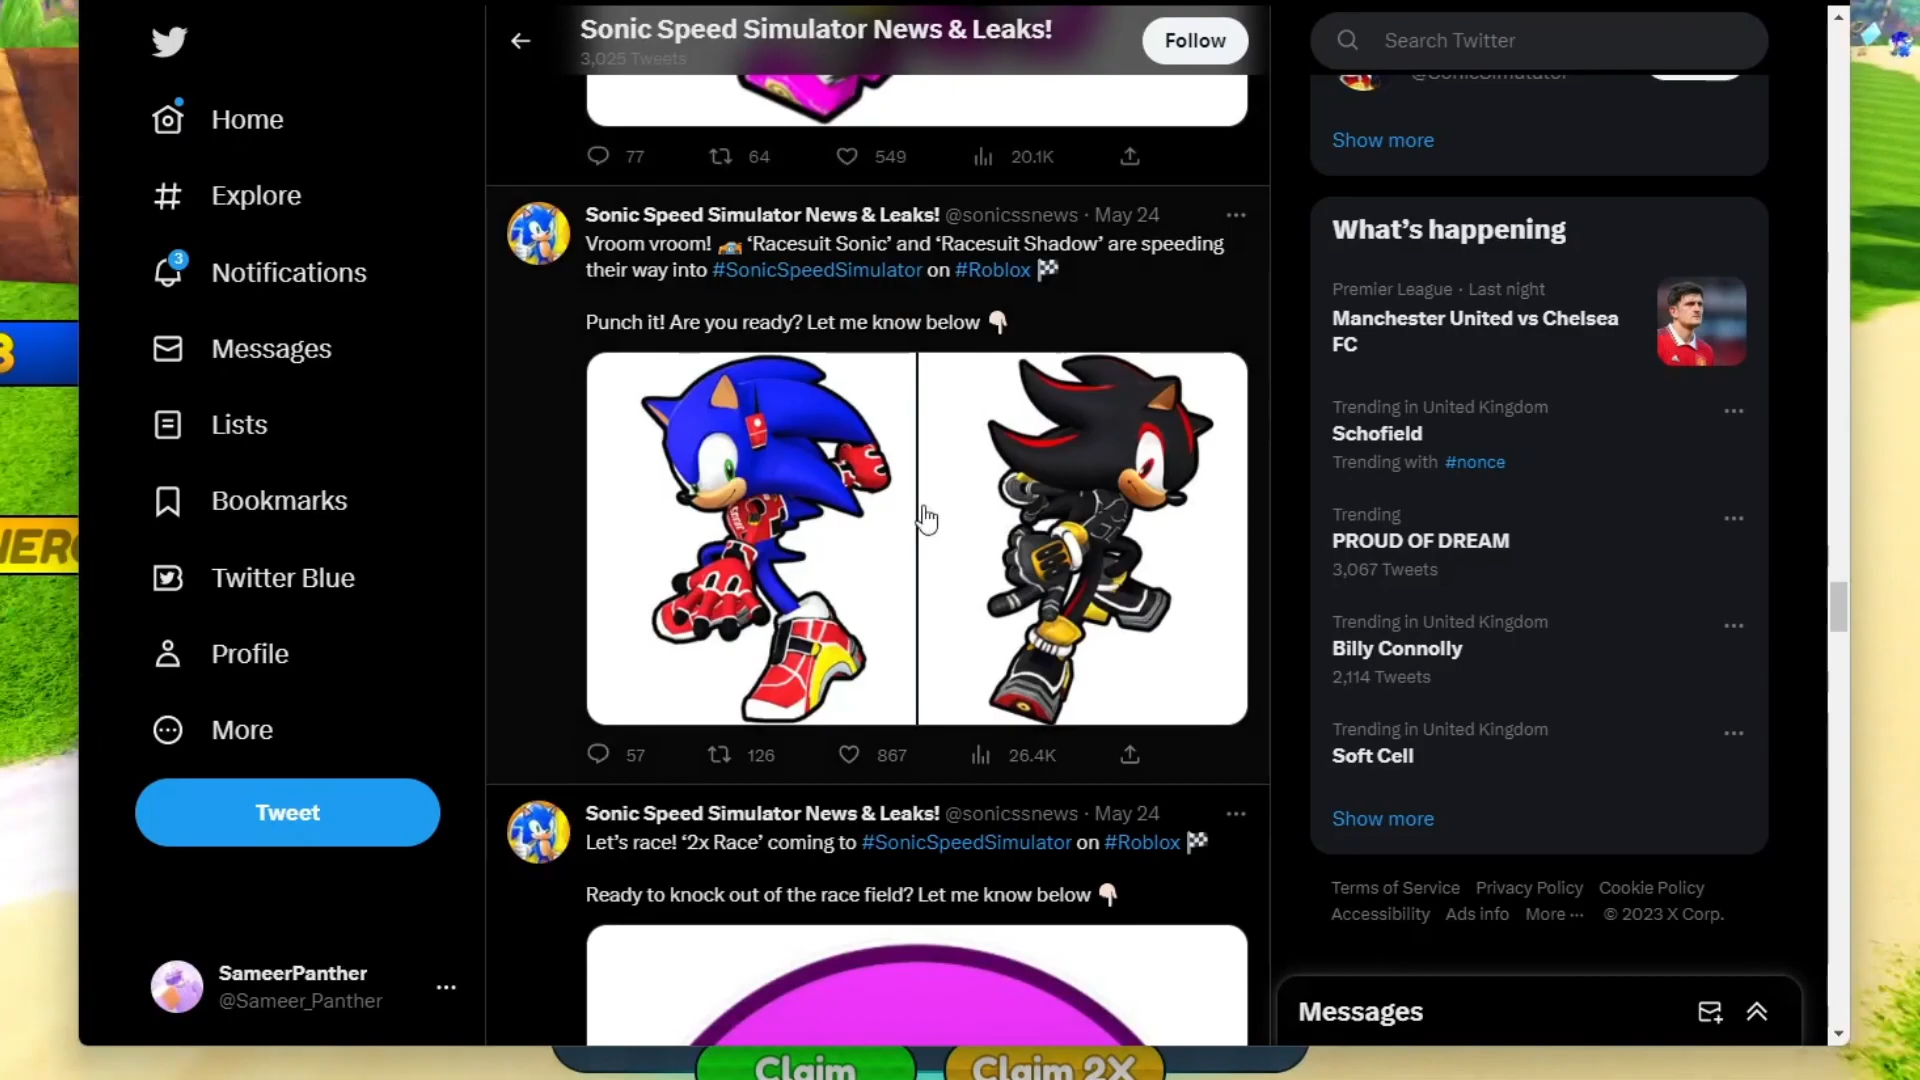 Home
Explore
3
Notifications
Messages
Lists
Bookmarks
Twitter Blue
Profile
More
Tweet
SameerPanther
@Sameer_Panther
Sonic Speed Simulator News & Leaks!
3,025 Tweets
Follow
77 64 549 20.1K
Sonic Speed Simulator News & Leaks! @sonicssnews · May 24
Vroom vroom! ‘Racesuit Sonic’ and ‘Racesuit Shadow’ are speeding
their way into #SonicSpeedSimulator on #Roblox
Punch it! Are you ready? Let me know below
57 126 867 26.4K
Sonic Speed Simulator News & Leaks! @sonicssnews · May 24
Let’s race! ‘2x Race’ coming to #SonicSpeedSimulator on #Roblox
Ready to knock out of the race field? Let me know below
Search Twitter
@SonicSimulator
Show more
What’s happening
Premier League · Last night
Manchester United vs Chelsea
FC
Trending in United Kingdom
Schofield
Trending with #nonce
Trending
PROUD OF DREAM
3,067 Tweets
Trending in United Kingdom
Billy Connolly
2,114 Tweets
Trending in United Kingdom
Soft Cell
Show more
Terms of Service Privacy Policy Cookie Policy
Accessibility Ads info More ··· © 2023 X Corp.
Messages
Claim Claim 2X